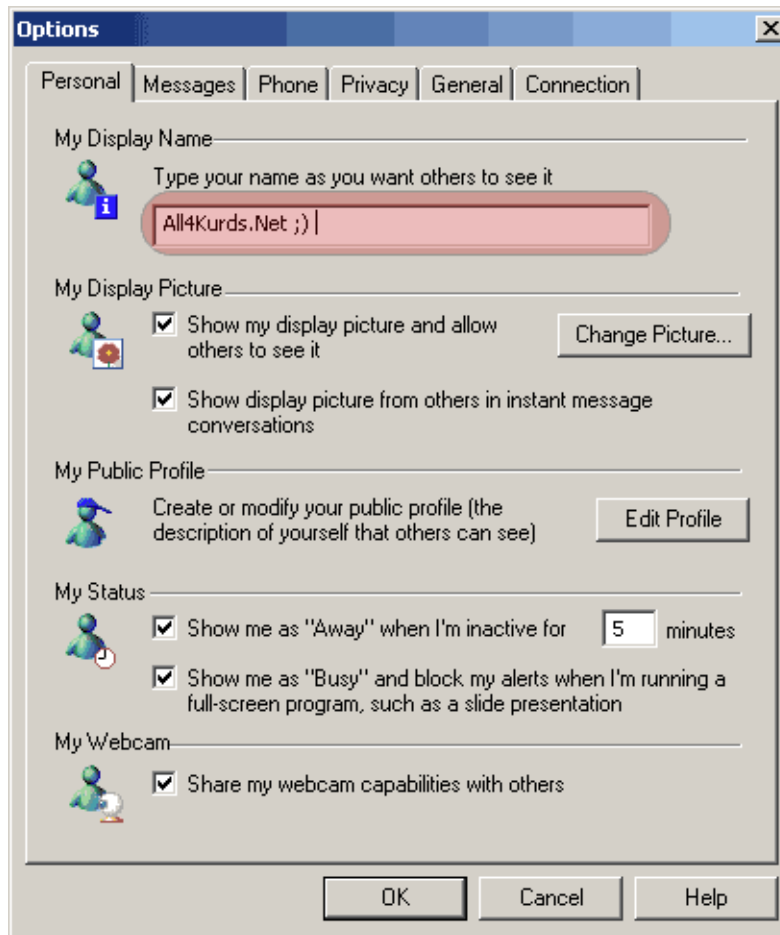 Options
Personal Messages Phone Privacy General Connection
My Display Name
Type your name as you want others to see it
All4Kurds.Net ;)
My Display Picture
Show my display picture and allow
others to see it
Change Picture...
Show display picture from others in instant message
conversations
My Public Profile
Create or modify your public profile (the
description of yourself that others can see)
Edit Profile
My Status
Show me as "Away" when I'm inactive for 5 minutes
Show me as "Busy" and block my alerts when I'm running a
full-screen program, such as a slide presentation
My Webcam
Share my webcam capabilities with others
OK Cancel Help